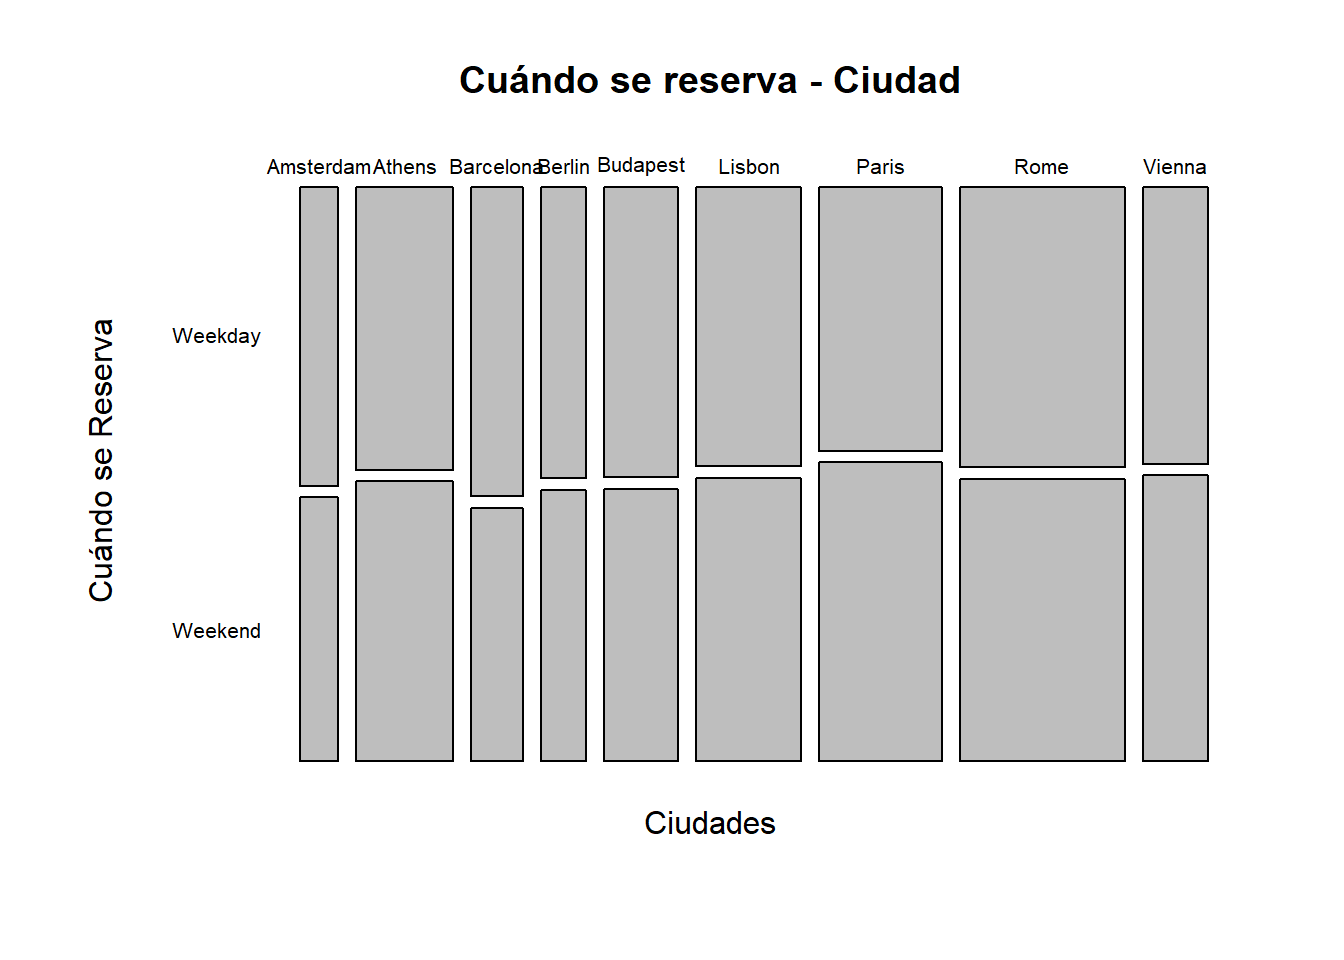 Cuándo se reserva - Ciudad
Amsterdam Athens Barcelona Berlin Budapest Lisbon Paris Rome Vienna
Weekday
Cuándo se Reserva
Weekend
Ciudades